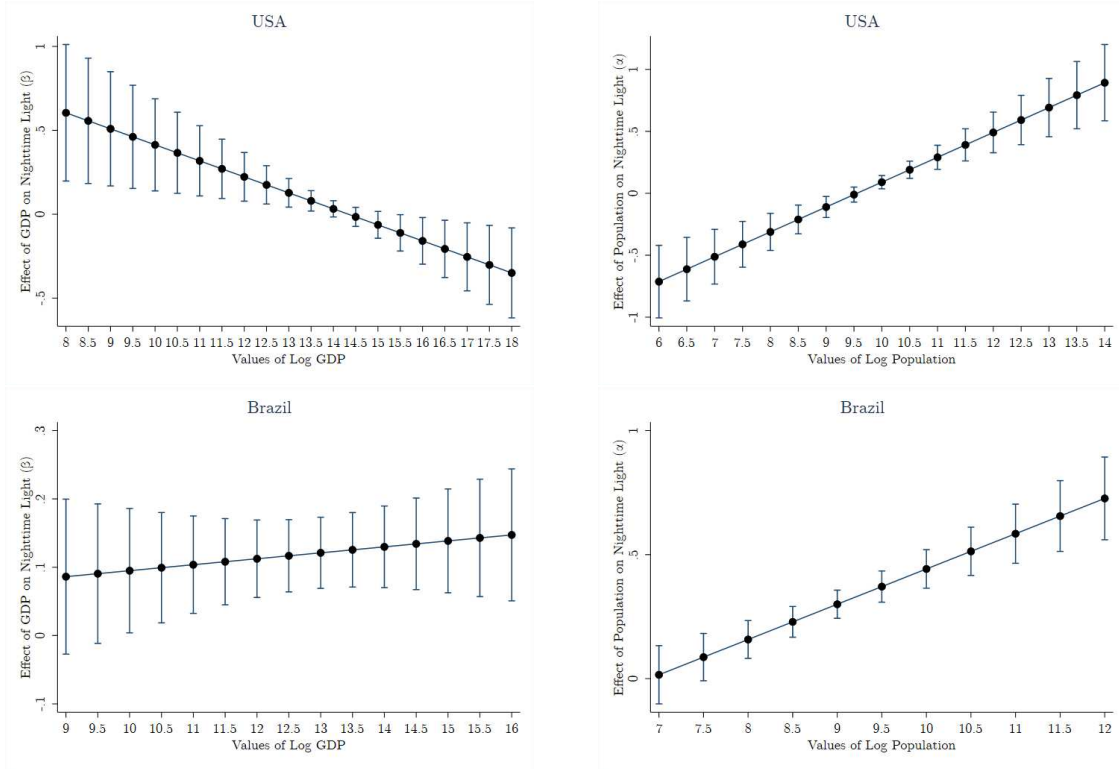 USA
Effect of GDP on Nighttime Light (β)
1
.5
0
-.5
8 8.5 9 9.5 10 10.5 11 11.5 12 12.5 13 13.5 14 14.5 15 15.5 16 16.5 17 17.5 18
Values of Log GDP
USA
Effect of Population on Nighttime Light (α)
1
.5
0
-.5
-1
6 6.5 7 7.5 8 8.5 9 9.5 10 10.5 11 11.5 12 12.5 13 13.5 14
Values of Log Population
Brazil
Effect of GDP on Nighttime Light (β)
.3
.2
.1
0
-.1
9 9.5 10 10.5 11 11.5 12 12.5 13 13.5 14 14.5 15 15.5 16
Values of Log GDP
Brazil
Effect of Population on Nighttime Light (α)
1
.5
0
7 7.5 8 8.5 9 9.5 10 10.5 11 11.5 12
Values of Log Population